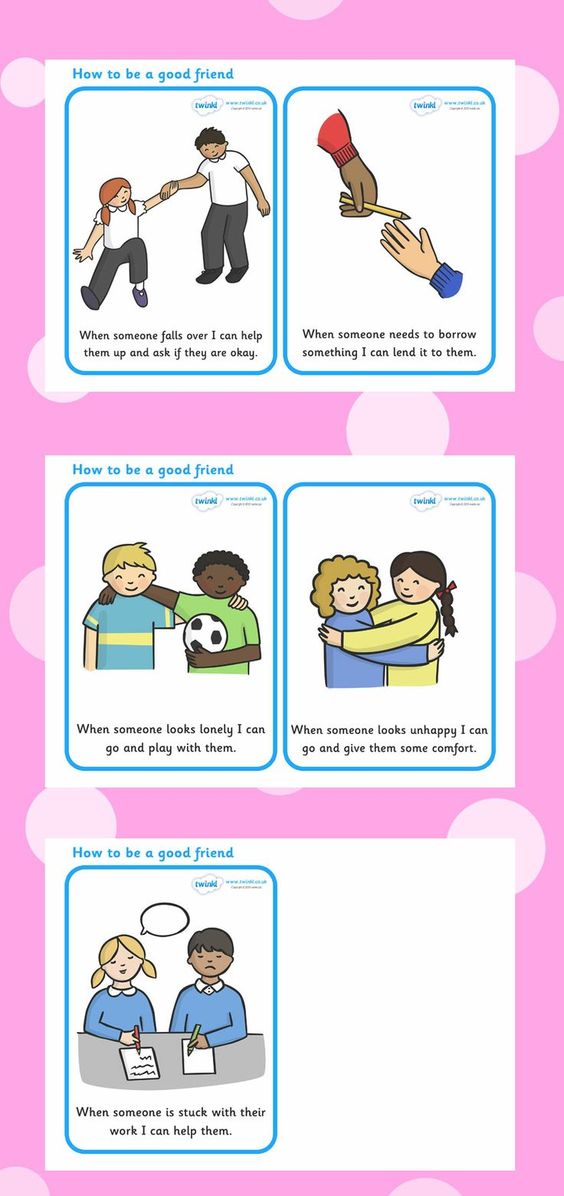 How to be a good friend
twinkl www.twinkl.co.uk
When someone falls over I can help
them up and ask if they are okay.
twinkl www.twinkl.co.uk
When someone needs to borrow
something I can lend it to them.
How to be a good friend
twinkl www.twinkl.co.uk
When someone looks lonely I can
go and play with them.
twinkl www.twinkl.co.uk
When someone looks unhappy I can
go and give them some comfort.
How to be a good friend
twinkl www.twinkl.co.uk
When someone is stuck with their
work I can help them.